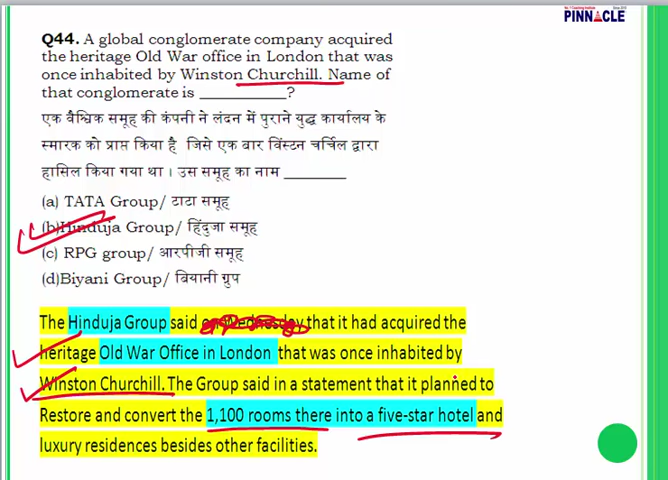 PINNACLE
Q44. A global conglomerate company acquired
the heritage Old War office in London that was
once inhabited by Winston Churchill. Name of
that conglomerate is __________?
एक वैश्विक समूह की कंपनी ने लंदन में पुराने युद्ध कार्यालय के
स्मारक को प्राप्त किया है जिसे एक बार विंस्टन चर्चिल द्वारा
हासिल किया गया था। उस समूह का नाम _______
(a) TATA Group/ टाटा समूह
(b)Hinduja Group/ हिंदुजा समूह
(c) RPG group/ आरपीजी समूह
(d)Biyani Group/ बियानी ग्रुप
The Hinduja Group said on Wednesday that it had acquired the
heritage Old War Office in London that was once inhabited by
Winston Churchill. The Group said in a statement that it planned to
Restore and convert the 1,100 rooms there into a five-star hotel and
luxury residences besides other facilities.